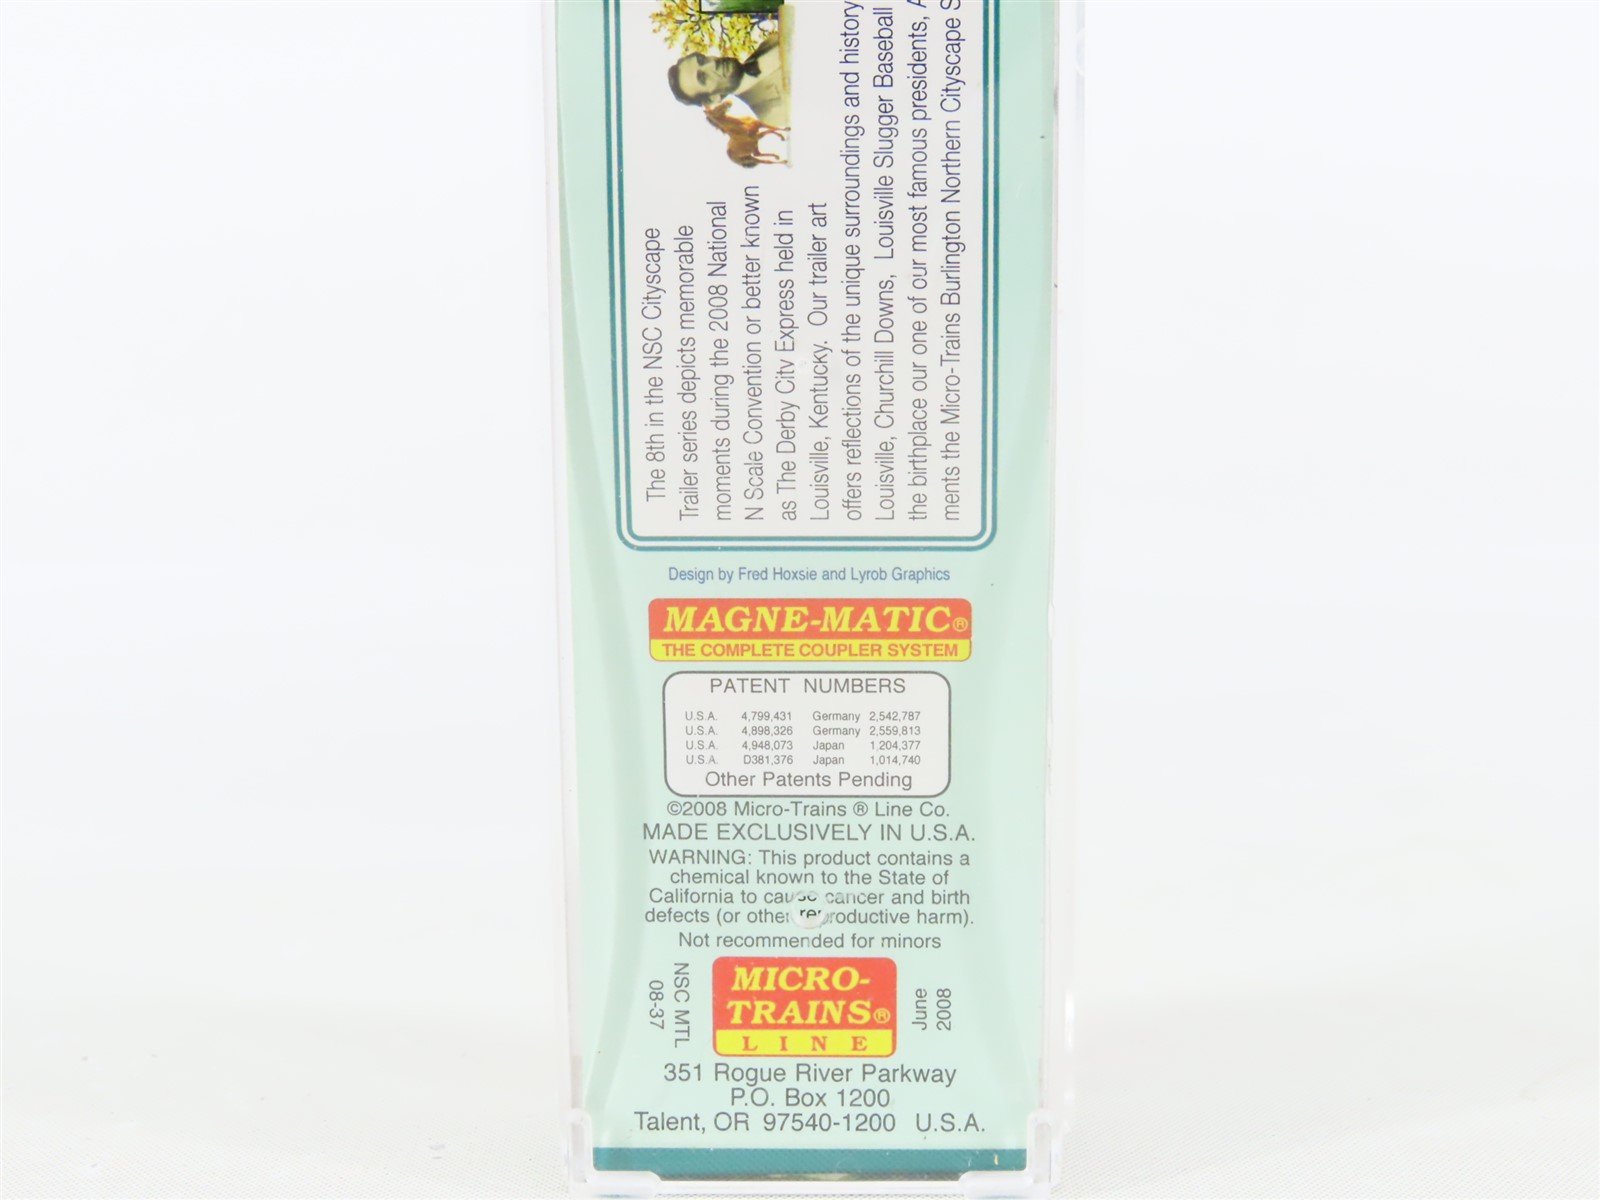 The 8th in the NSC Cityscape
Trailer series depicts memorable
moments during the 2008 National
N Scale Convention or better known
as The Derby City Express held in
Louisville, Kentucky. Our trailer art
offers reflections of the unique surroundings and history
Louisville, Churchill Downs, Louisville Slugger Baseball
the birthplace our one of our most famous presidents, A
ments the Micro-Trains Burlington Northern Cityscape S
Design by Fred Hoxsie and Lyrob Graphics
MAGNE-MATIC®
THE COMPLETE COUPLER SYSTEM
PATENT NUMBERS
U.S.A. 4,799,431 Germany 2,542,787
U.S.A. 4,898,326 Germany 2,559,813
U.S.A. 4,948,073 Japan 1,204,377
U.S.A. D381,376 Japan 1,014,740
Other Patents Pending
©2008 Micro-Trains ® Line Co.
MADE EXCLUSIVELY IN U.S.A.
WARNING: This product contains a
chemical known to the State of
California to cause cancer and birth
defects (or other reproductive harm).
Not recommended for minors
NSC MTL
08-37
MICRO-
TRAINS®
LINE
June
2008
351 Rogue River Parkway
P.O. Box 1200
Talent, OR 97540-1200 U.S.A.